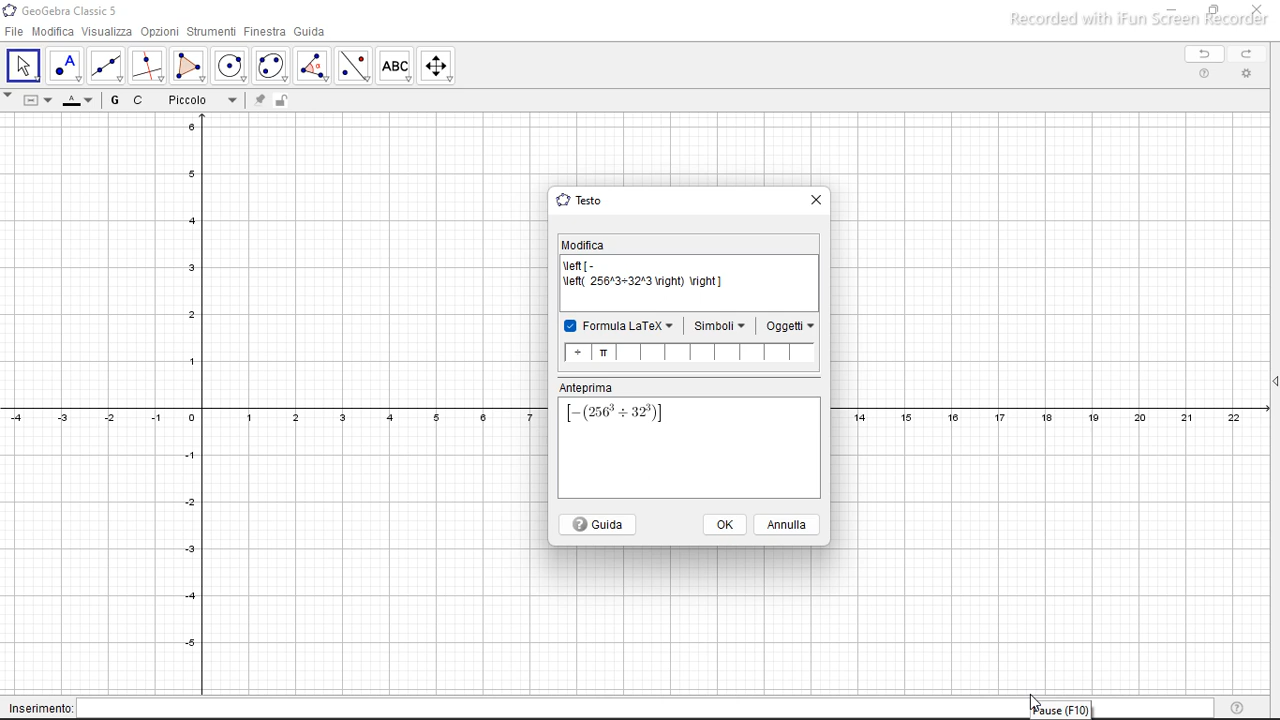 GeoGebra Classic 5
Recorded with iFun Screen Recorder
File Modifica Visualizza Opzioni Strumenti Finestra Guida
A
α
ABC
A G C Piccolo
6
5
4
3
2
1
-4 -3 -2 -1 0 1 2 3 4 5 6 7 14 15 16 17 18 19 20 21 22
-1
-2
-3
-4
-5
Testo
Modifica
\left [ -
\left( 256^3÷32^3 \right) \right ]
Formula LaTeX Simboli Oggetti
÷ π
Anteprima
[−(256³ ÷ 32³)]
Guida OK Annulla
Inserimento:
Pause (F10)